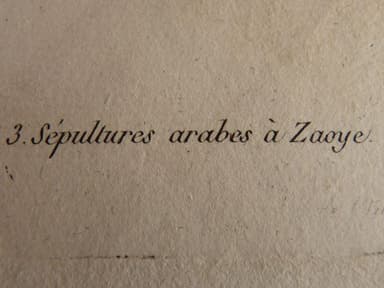 3. Sépultures arabes à Zaoye.